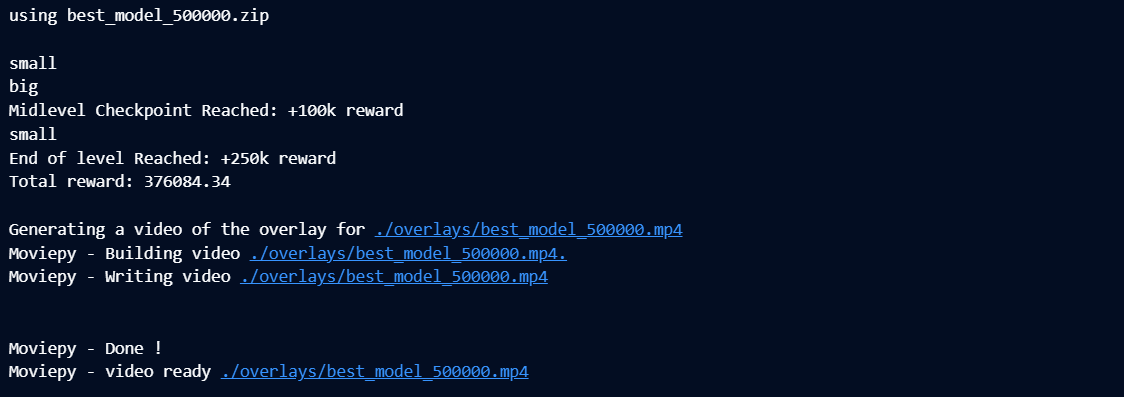 using best_model_500000.zip
small
big
Midlevel Checkpoint Reached: +100k reward
small
End of level Reached: +250k reward
Total reward: 376084.34
Generating a video of the overlay for ./overlays/best_model_500000.mp4
Moviepy - Building video ./overlays/best_model_500000.mp4.
Moviepy - Writing video ./overlays/best_model_500000.mp4
Moviepy - Done !
Moviepy - video ready ./overlays/best_model_500000.mp4